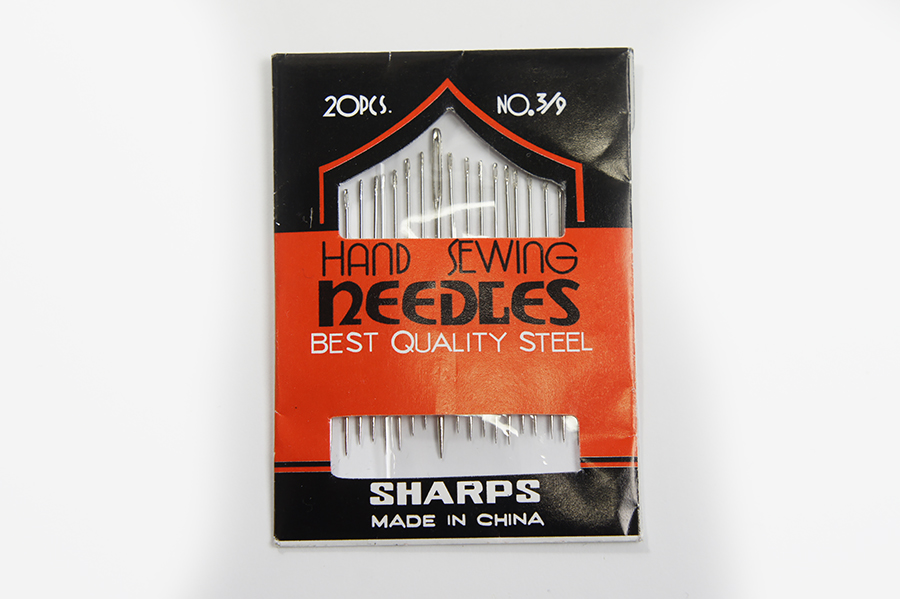 20PCS. NO. 3/9
HAND SEWING
NEEDLES
BEST QUALITY STEEL
SHARPS
MADE IN CHINA